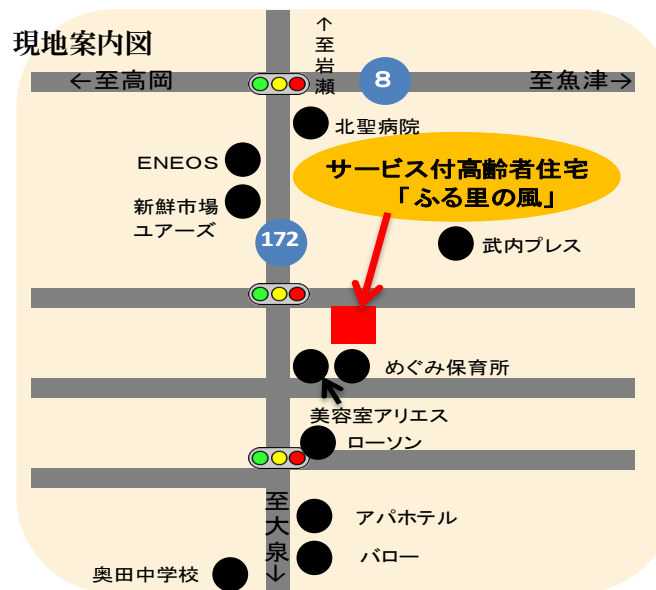 現地案内図
↑至岩瀬
←至高岡
8
至魚津→
北聖病院
ENEOS
サービス付高齢者住宅
「ふる里の風」
新鮮市場
ユアーズ
172
武内プレス
めぐみ保育所
美容室アリエス
ローソン
至大泉↓
アパホテル
バロー
奥田中学校